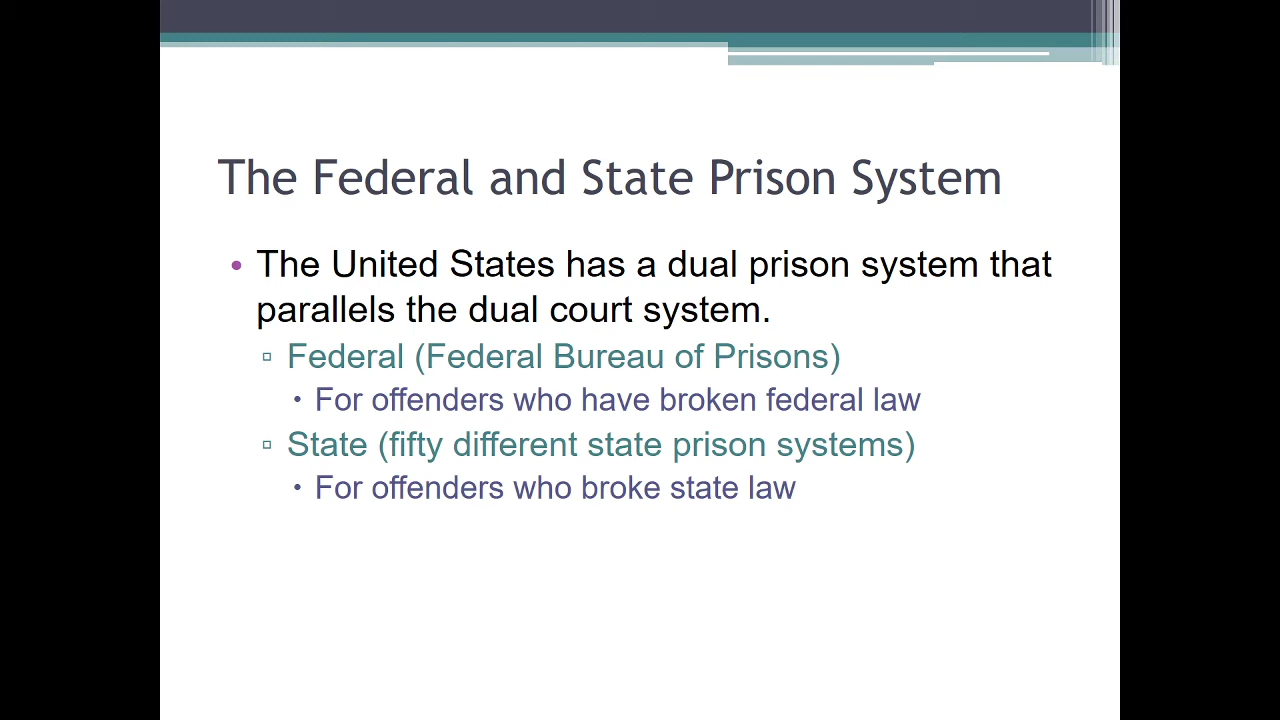 The Federal and State Prison System
• The United States has a dual prison system that
parallels the dual court system.
▫ Federal (Federal Bureau of Prisons)
• For offenders who have broken federal law
▫ State (fifty different state prison systems)
• For offenders who broke state law